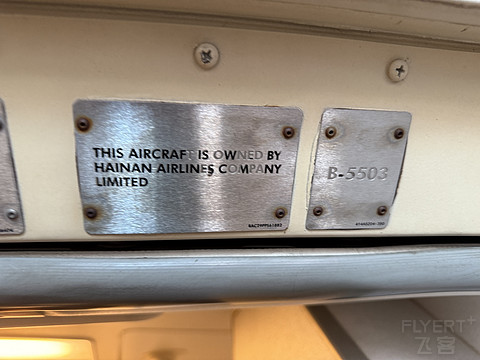 THIS AIRCRAFT IS OWNED BY
HAINAN AIRLINES COMPANY
LIMITED
B-5503
FLYERT+
飞客